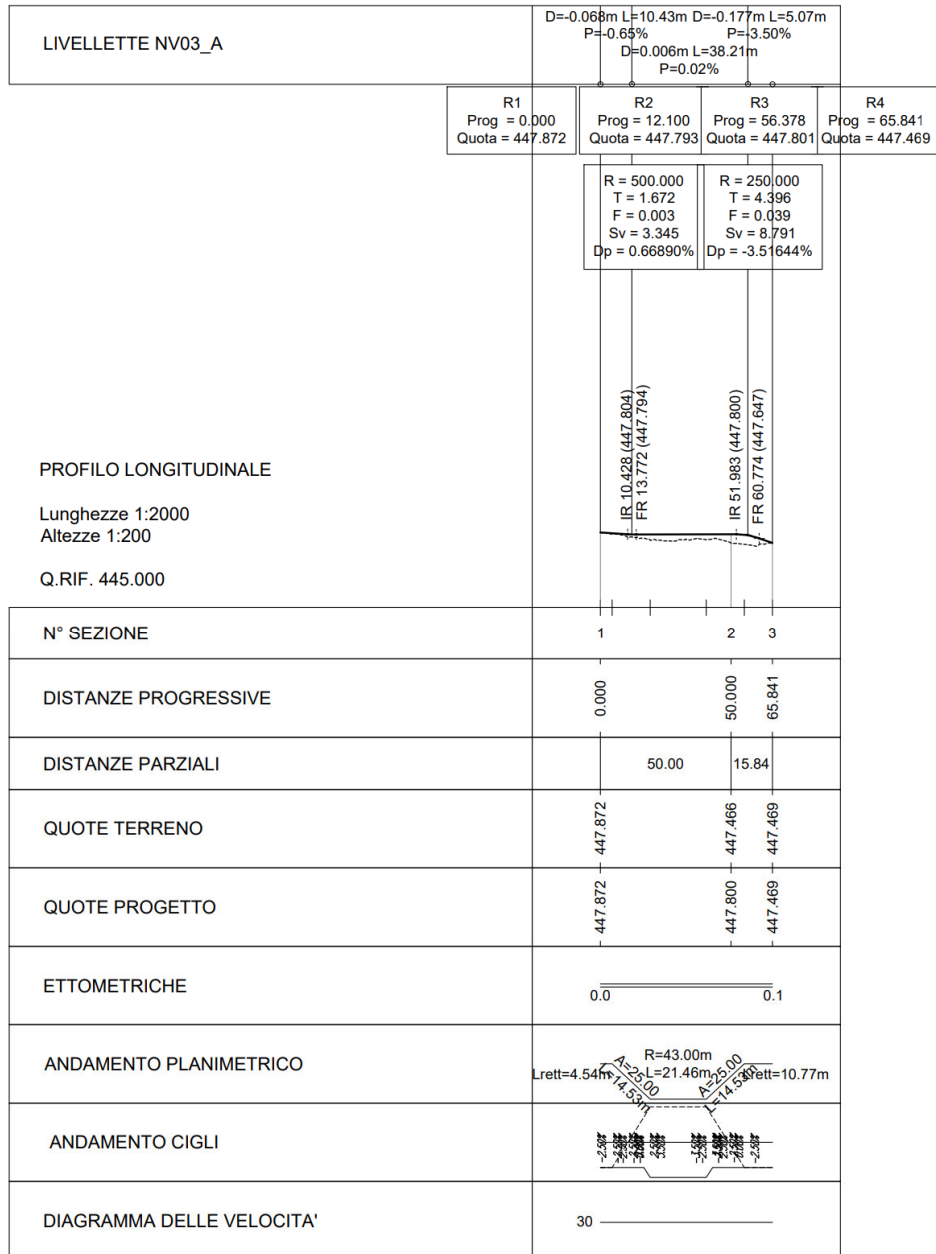 LIVELLETTE NV03_A
D=-0.068m L=10.43m D=-0.177m L=5.07m
P=-0.65% P=-3.50%
D=0.006m L=38.21m
P=0.02%
R1
Prog = 0.000
Quota = 447.872
R2
Prog = 12.100
Quota = 447.793
R3
Prog = 56.378
Quota = 447.801
R4
Prog = 65.841
Quota = 447.469
R = 500.000
T = 1.672
F = 0.003
Sv = 3.345
Dp = 0.66890%
R = 250.000
T = 4.396
F = 0.039
Sv = 8.791
Dp = -3.51644%
IR 10.428 (447.804)
FR 13.772 (447.794)
IR 51.983 (447.800)
FR 60.774 (447.647)
PROFILO LONGITUDINALE
Lunghezze 1:2000
Altezze 1:200
Q.RIF. 445.000
N° SEZIONE
1 2 3
DISTANZE PROGRESSIVE
0.000 50.000 65.841
DISTANZE PARZIALI
50.00 15.84
QUOTE TERRENO
447.872 447.466 447.469
QUOTE PROGETTO
447.872 447.800 447.469
ETTOMETRICHE
0.0 0.1
ANDAMENTO PLANIMETRICO
Lrett=4.54m
A=25.00
L=14.53m
R=43.00m
L=21.46m
A=25.00
L=14.53m
Lrett=10.77m
ANDAMENTO CIGLI
DIAGRAMMA DELLE VELOCITA'
30